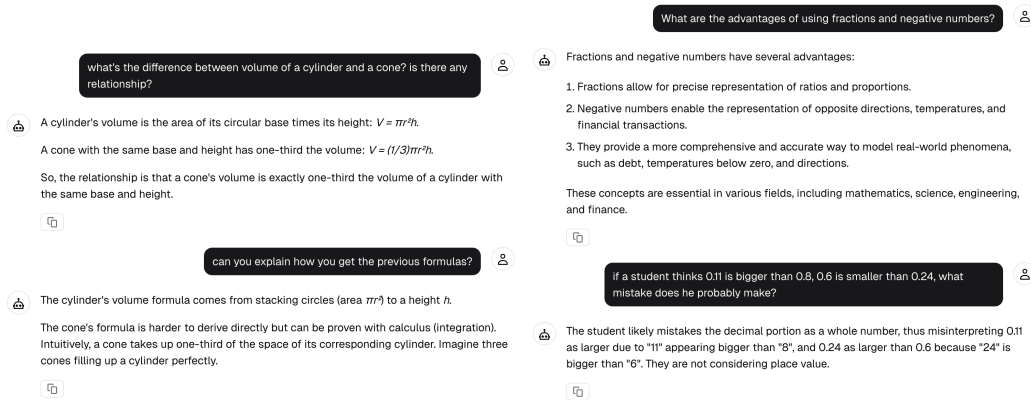 what's the difference between volume of a cylinder and a cone? is there any
relationship?
A cylinder's volume is the area of its circular base times its height: V = πr²h.
A cone with the same base and height has one-third the volume: V = (1/3)πr²h.
So, the relationship is that a cone's volume is exactly one-third the volume of a cylinder with
the same base and height.
can you explain how you get the previous formulas?
The cylinder's volume formula comes from stacking circles (area πr²) to a height h.
The cone's formula is harder to derive directly but can be proven with calculus (integration).
Intuitively, a cone takes up one-third of the space of its corresponding cylinder. Imagine three
cones filling up a cylinder perfectly.
What are the advantages of using fractions and negative numbers?
Fractions and negative numbers have several advantages:
1. Fractions allow for precise representation of ratios and proportions.
2. Negative numbers enable the representation of opposite directions, temperatures, and
financial transactions.
3. They provide a more comprehensive and accurate way to model real-world phenomena,
such as debt, temperatures below zero, and directions.
These concepts are essential in various fields, including mathematics, science, engineering,
and finance.
if a student thinks 0.11 is bigger than 0.8, 0.6 is smaller than 0.24, what
mistake does he probably make?
The student likely mistakes the decimal portion as a whole number, thus misinterpreting 0.11
as larger due to "11" appearing bigger than "8", and 0.24 as larger than 0.6 because "24" is
bigger than "6". They are not considering place value.